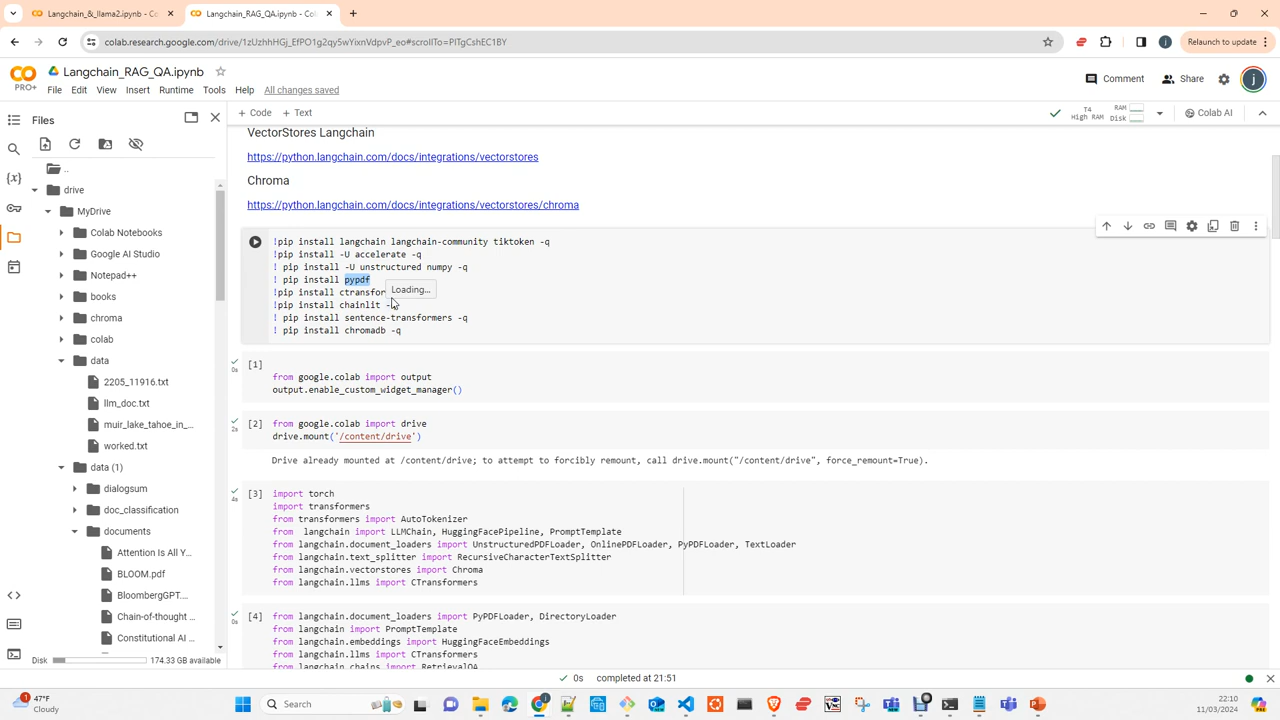 Langchain_&_llama2.ipynb - Col
Langchain_RAG_QA.ipynb - Col
colab.research.google.com/drive/1zUzhhHGj_EfPO1g2qy5wYixnVdpvP_eo#scrollTo=PlTgCshEC1BY
Relaunch to update
Langchain_RAG_QA.ipynb
PRO+
File Edit View Insert Runtime Tools Help All changes saved
Comment
Share
Files
+ Code + Text
T4
High RAM
RAM
Disk
Colab AI
..
drive
MyDrive
Colab Notebooks
Google AI Studio
Notepad++
books
chroma
colab
data
2205_11916.txt
llm_doc.txt
muir_lake_tahoe_in_...
worked.txt
data (1)
dialogsum
doc_classification
documents
Attention Is All Y...
BLOOM.pdf
BloombergGPT....
Chain-of-thought ...
Constitutional AI ...
Disk
174.33 GB available
VectorStores Langchain
https://python.langchain.com/docs/integrations/vectorstores
Chroma
https://python.langchain.com/docs/integrations/vectorstores/chroma
!pip install langchain langchain-community tiktoken -q
!pip install -U accelerate -q
! pip install -U unstructured numpy -q
! pip install pypdf
!pip install ctransfor
Loading...
!pip install chainlit -
! pip install sentence-transformers -q
! pip install chromadb -q
[1]
0s
from google.colab import output
output.enable_custom_widget_manager()
[2]
2s
from google.colab import drive
drive.mount('/content/drive')
Drive already mounted at /content/drive; to attempt to forcibly remount, call drive.mount("/content/drive", force_remount=True).
[3]
4s
import torch
import transformers
from transformers import AutoTokenizer
from  langchain import LLMChain, HuggingFacePipeline, PromptTemplate
from langchain.document_loaders import UnstructuredPDFLoader, OnlinePDFLoader, PyPDFLoader, TextLoader
from langchain.text_splitter import RecursiveCharacterTextSplitter
from langchain.vectorstores import Chroma
from langchain.llms import CTransformers
[4]
0s
from langchain.document_loaders import PyPDFLoader, DirectoryLoader
from langchain import PromptTemplate
from langchain.embeddings import HuggingFaceEmbeddings
from langchain.llms import CTransformers
from langchain.chains import RetrievalQA
0s completed at 21:51
47°F
Cloudy
Search
22:10
11/03/2024